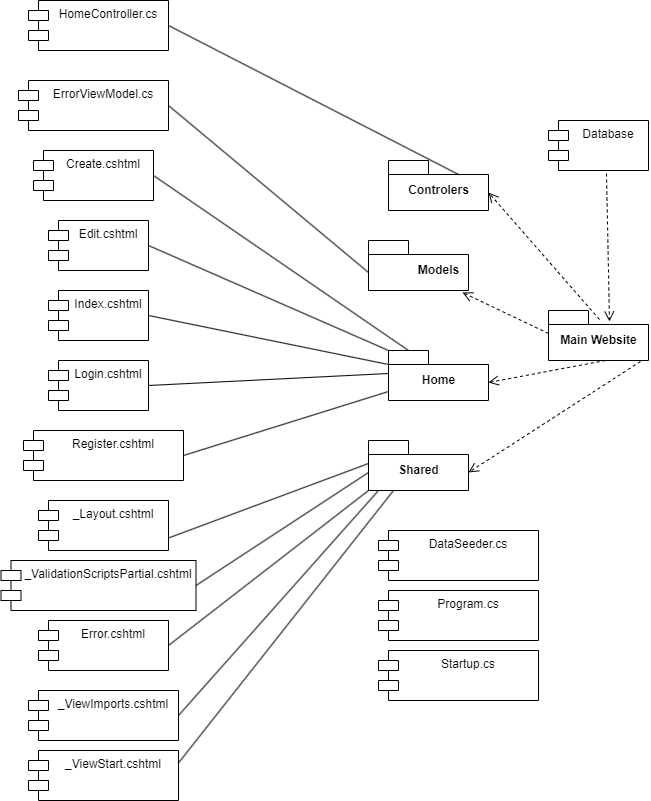 HomeController.cs
ErrorViewModel.cs
Database
Create.cshtml
Controlers
Edit.cshtml
Models
Index.cshtml
Main Website
Login.cshtml
Home
Register.cshtml
Shared
_Layout.cshtml
DataSeeder.cs
_ValidationScriptsPartial.cshtml
Program.cs
Error.cshtml
Startup.cs
_ViewImports.cshtml
_ViewStart.cshtml